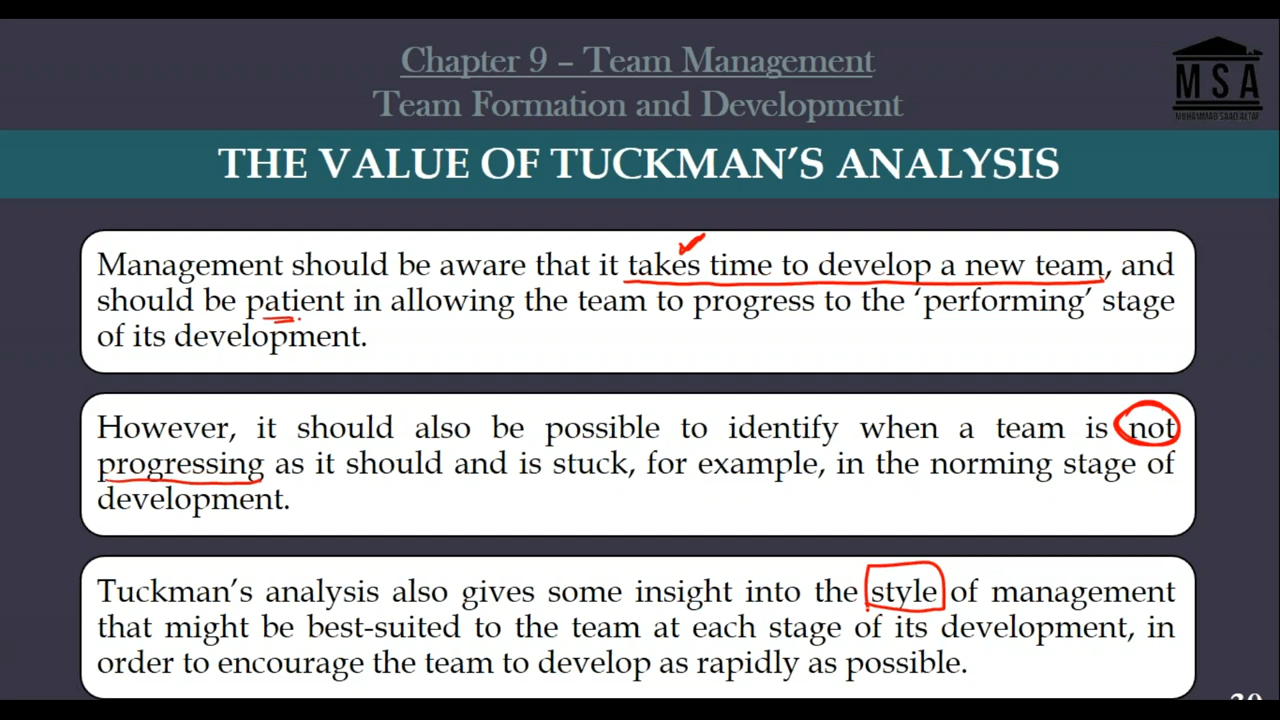 Chapter 9 – Team Management
Team Formation and Development
MSA
MUHAMMAD SAAD ALTAF
THE VALUE OF TUCKMAN'S ANALYSIS
Management should be aware that it takes time to develop a new team, and
should be patient in allowing the team to progress to the 'performing' stage
of its development.
However, it should also be possible to identify when a team is not
progressing as it should and is stuck, for example, in the norming stage of
development.
Tuckman's analysis also gives some insight into the style of management
that might be best-suited to the team at each stage of its development, in
order to encourage the team to develop as rapidly as possible.